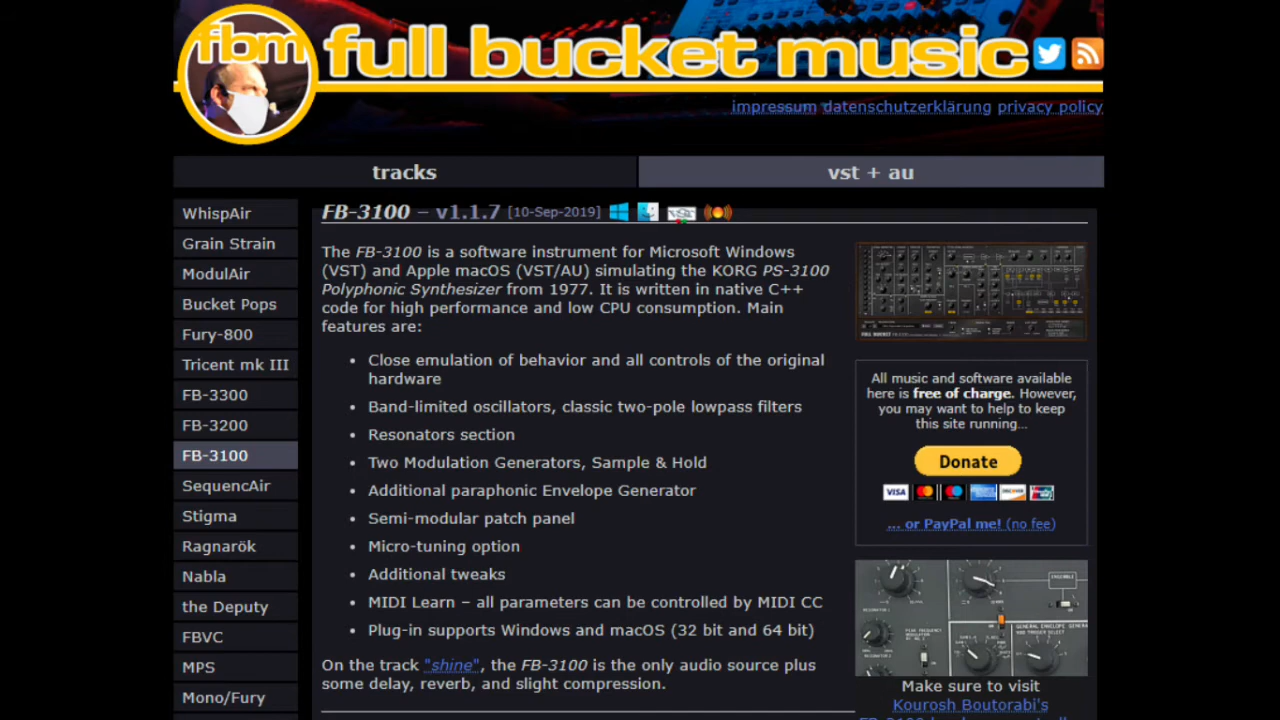 fbm full bucket music
impressum datenschutzerklärung privacy policy
tracks
vst + au
WhispAir
Grain Strain
ModulAir
Bucket Pops
Fury-800
Tricent mk III
FB-3300
FB-3200
FB-3100
SequencAir
Stigma
Ragnarök
Nabla
the Deputy
FBVC
MPS
Mono/Fury
FB-3100 – v1.1.7 [10-Sep-2019]
The FB-3100 is a software instrument for Microsoft Windows
(VST) and Apple macOS (VST/AU) simulating the KORG PS-3100
Polyphonic Synthesizer from 1977. It is written in native C++
code for high performance and low CPU consumption. Main
features are:
• Close emulation of behavior and all controls of the original
hardware
• Band-limited oscillators, classic two-pole lowpass filters
• Resonators section
• Two Modulation Generators, Sample & Hold
• Additional paraphonic Envelope Generator
• Semi-modular patch panel
• Micro-tuning option
• Additional tweaks
• MIDI Learn – all parameters can be controlled by MIDI CC
• Plug-in supports Windows and macOS (32 bit and 64 bit)
On the track "shine", the FB-3100 is the only audio source plus
some delay, reverb, and slight compression.
All music and software available
here is free of charge. However,
you may want to help to keep
this site running...
Donate
VISA
... or PayPal me! (no fee)
ENSEMBLE
Make sure to visit
Kourosh Boutorabi's